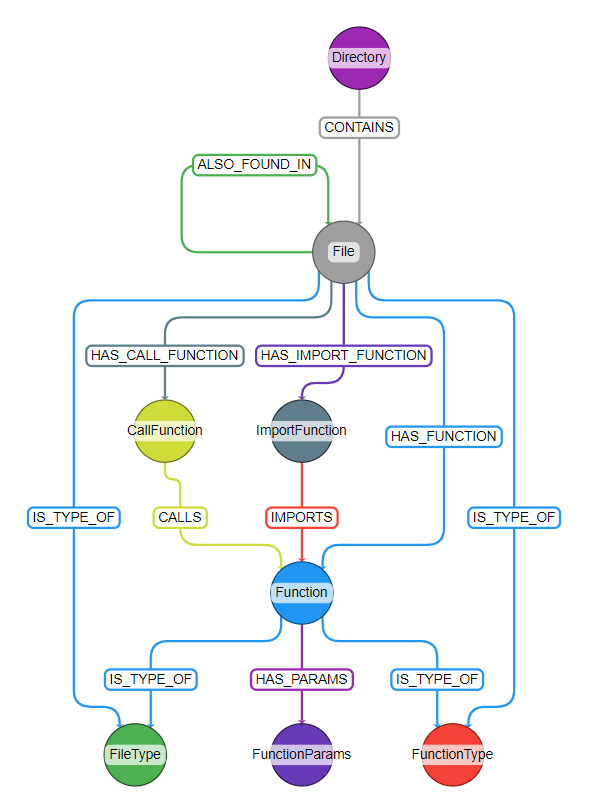 Directory
CONTAINS
ALSO_FOUND_IN
File
HAS_CALL_FUNCTION
HAS_IMPORT_FUNCTION
CallFunction
ImportFunction
HAS_FUNCTION
IS_TYPE_OF
CALLS
IMPORTS
IS_TYPE_OF
Function
IS_TYPE_OF
HAS_PARAMS
IS_TYPE_OF
FileType
FunctionParams
FunctionType